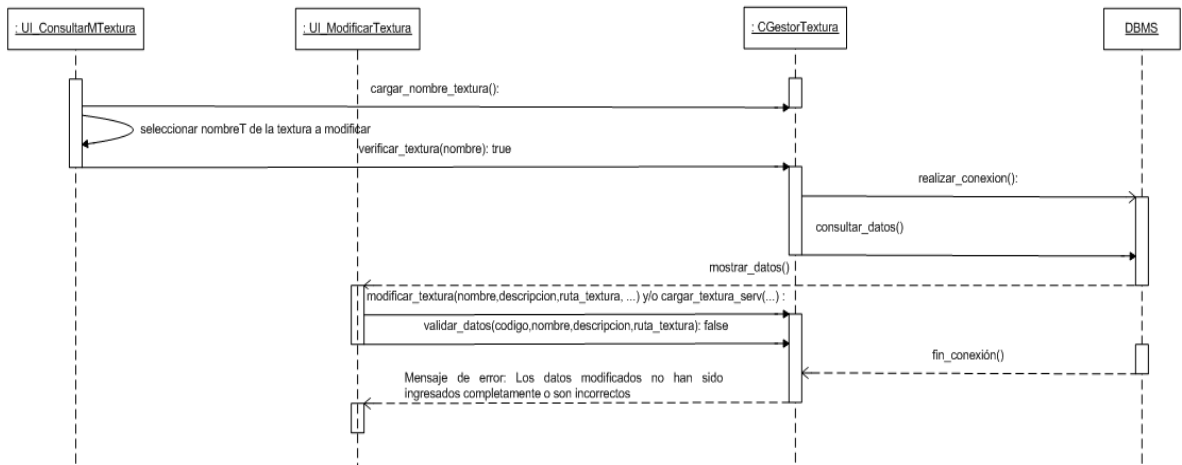 : UI_ConsultarMTextura
: UI_ModificarTextura
: CGestorTextura
DBMS
cargar_nombre_textura():
seleccionar nombreT de la textura a modificar
verificar_textura(nombre): true
realizar_conexion():
consultar_datos()
mostrar_datos()
modificar_textura(nombre,descripcion,ruta_textura, ...) y/o cargar_textura_serv(...) :
validar_datos(codigo,nombre,descripcion,ruta_textura): false
fin_conexión()
Mensaje de error: Los datos modificados no han sido
ingresados completamente o son incorrectos